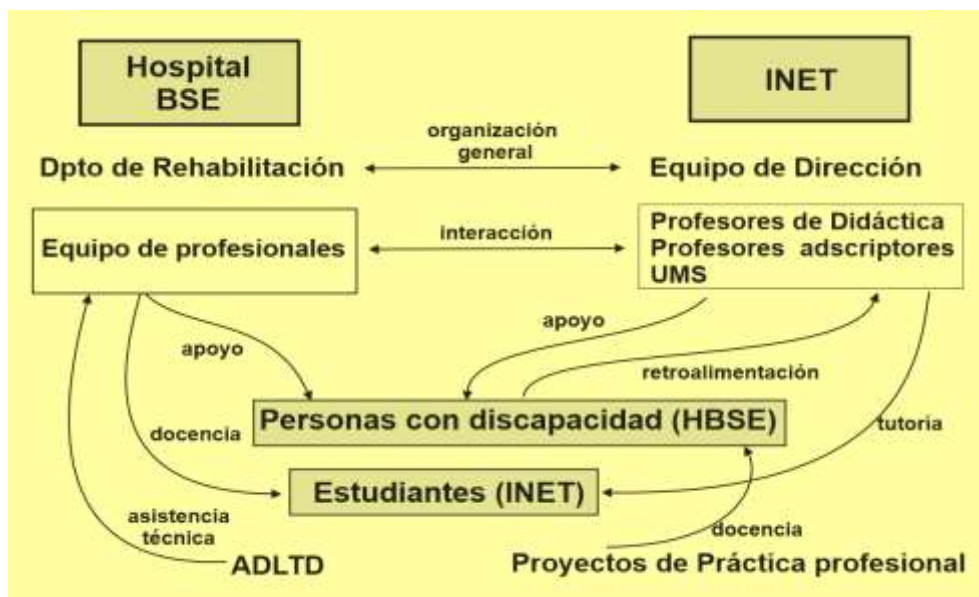 Hospital
BSE
INET
organización
general
Dpto de Rehabilitación
Equipo de Dirección
Equipo de profesionales
interacción
Profesores de Didáctica
Profesores adscriptores
UMS
apoyo
apoyo
retroalimentación
Personas con discapacidad (HBSE)
docencia
tutoria
Estudiantes (INET)
asistencia
técnica
docencia
ADLTD
Proyectos de Práctica profesional